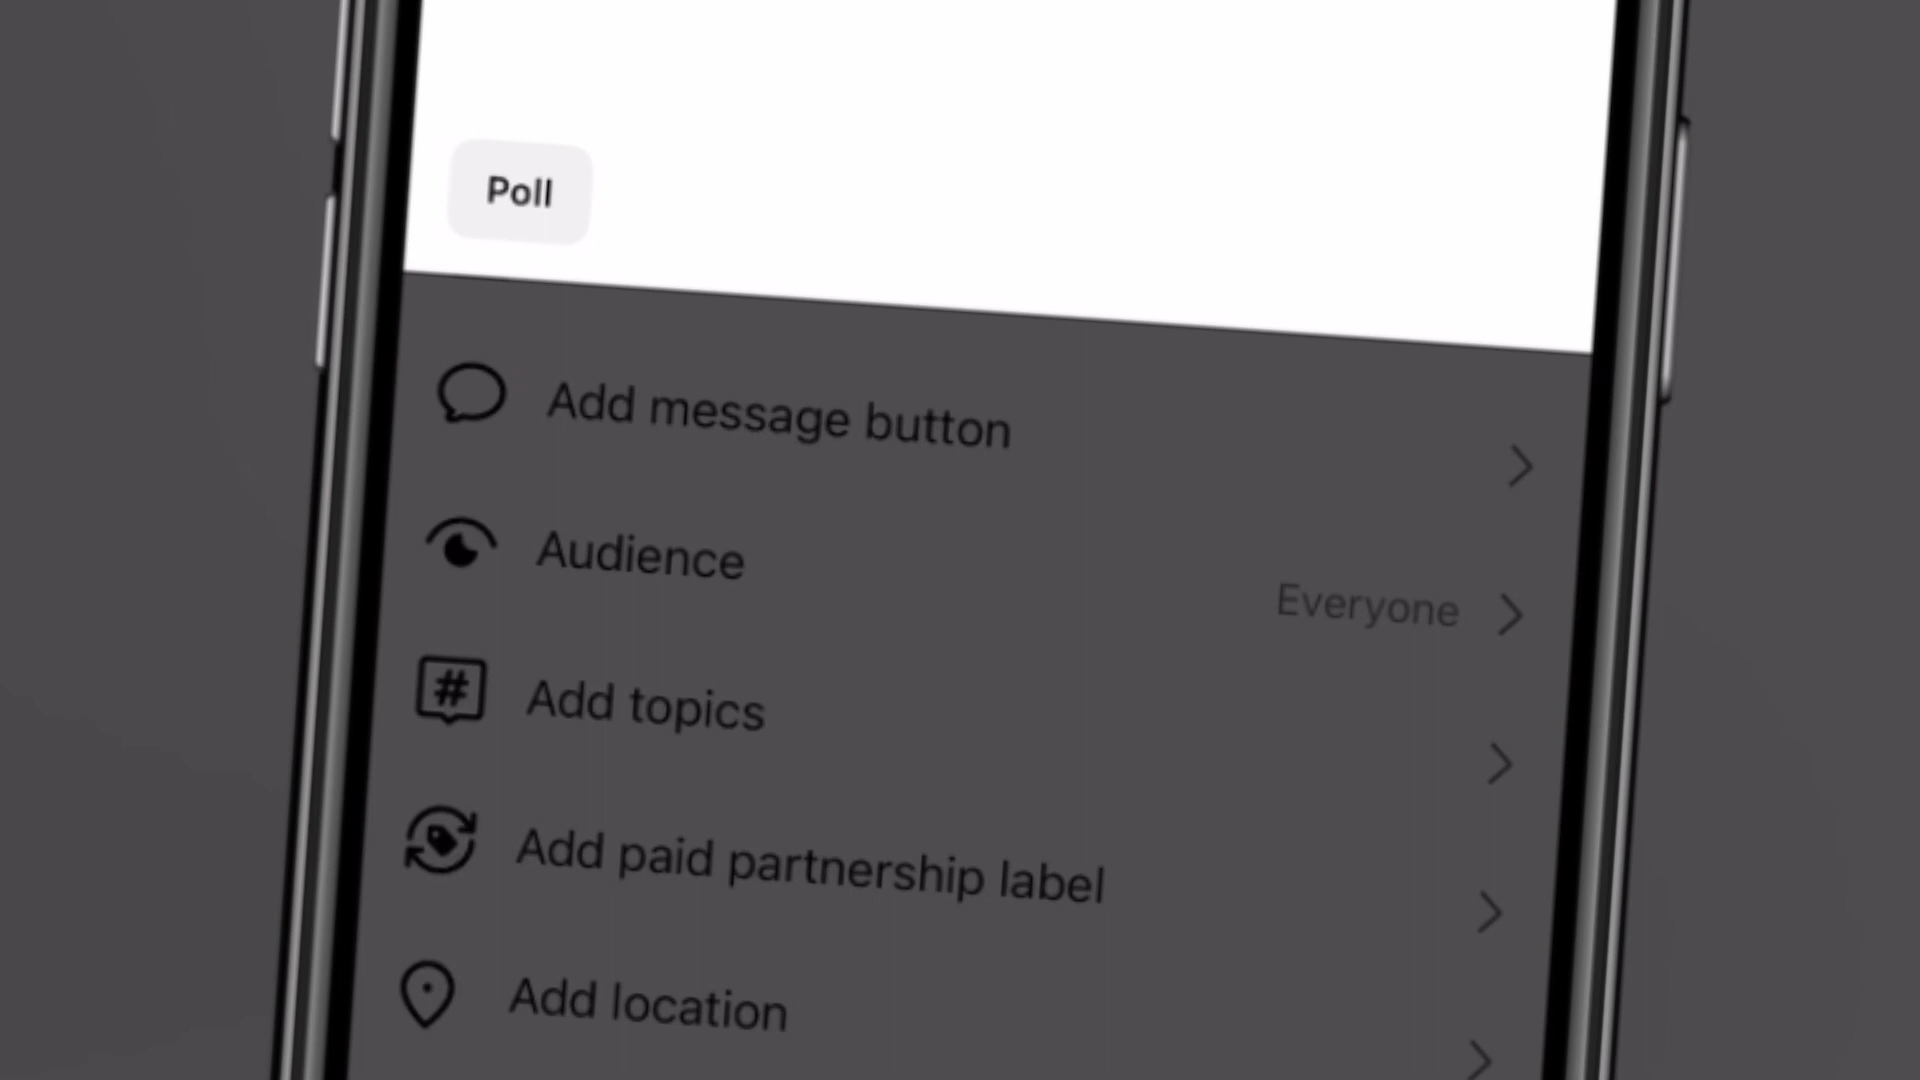 Poll
Add message button
Audience
Everyone
Add topics
Add paid partnership label
Add location